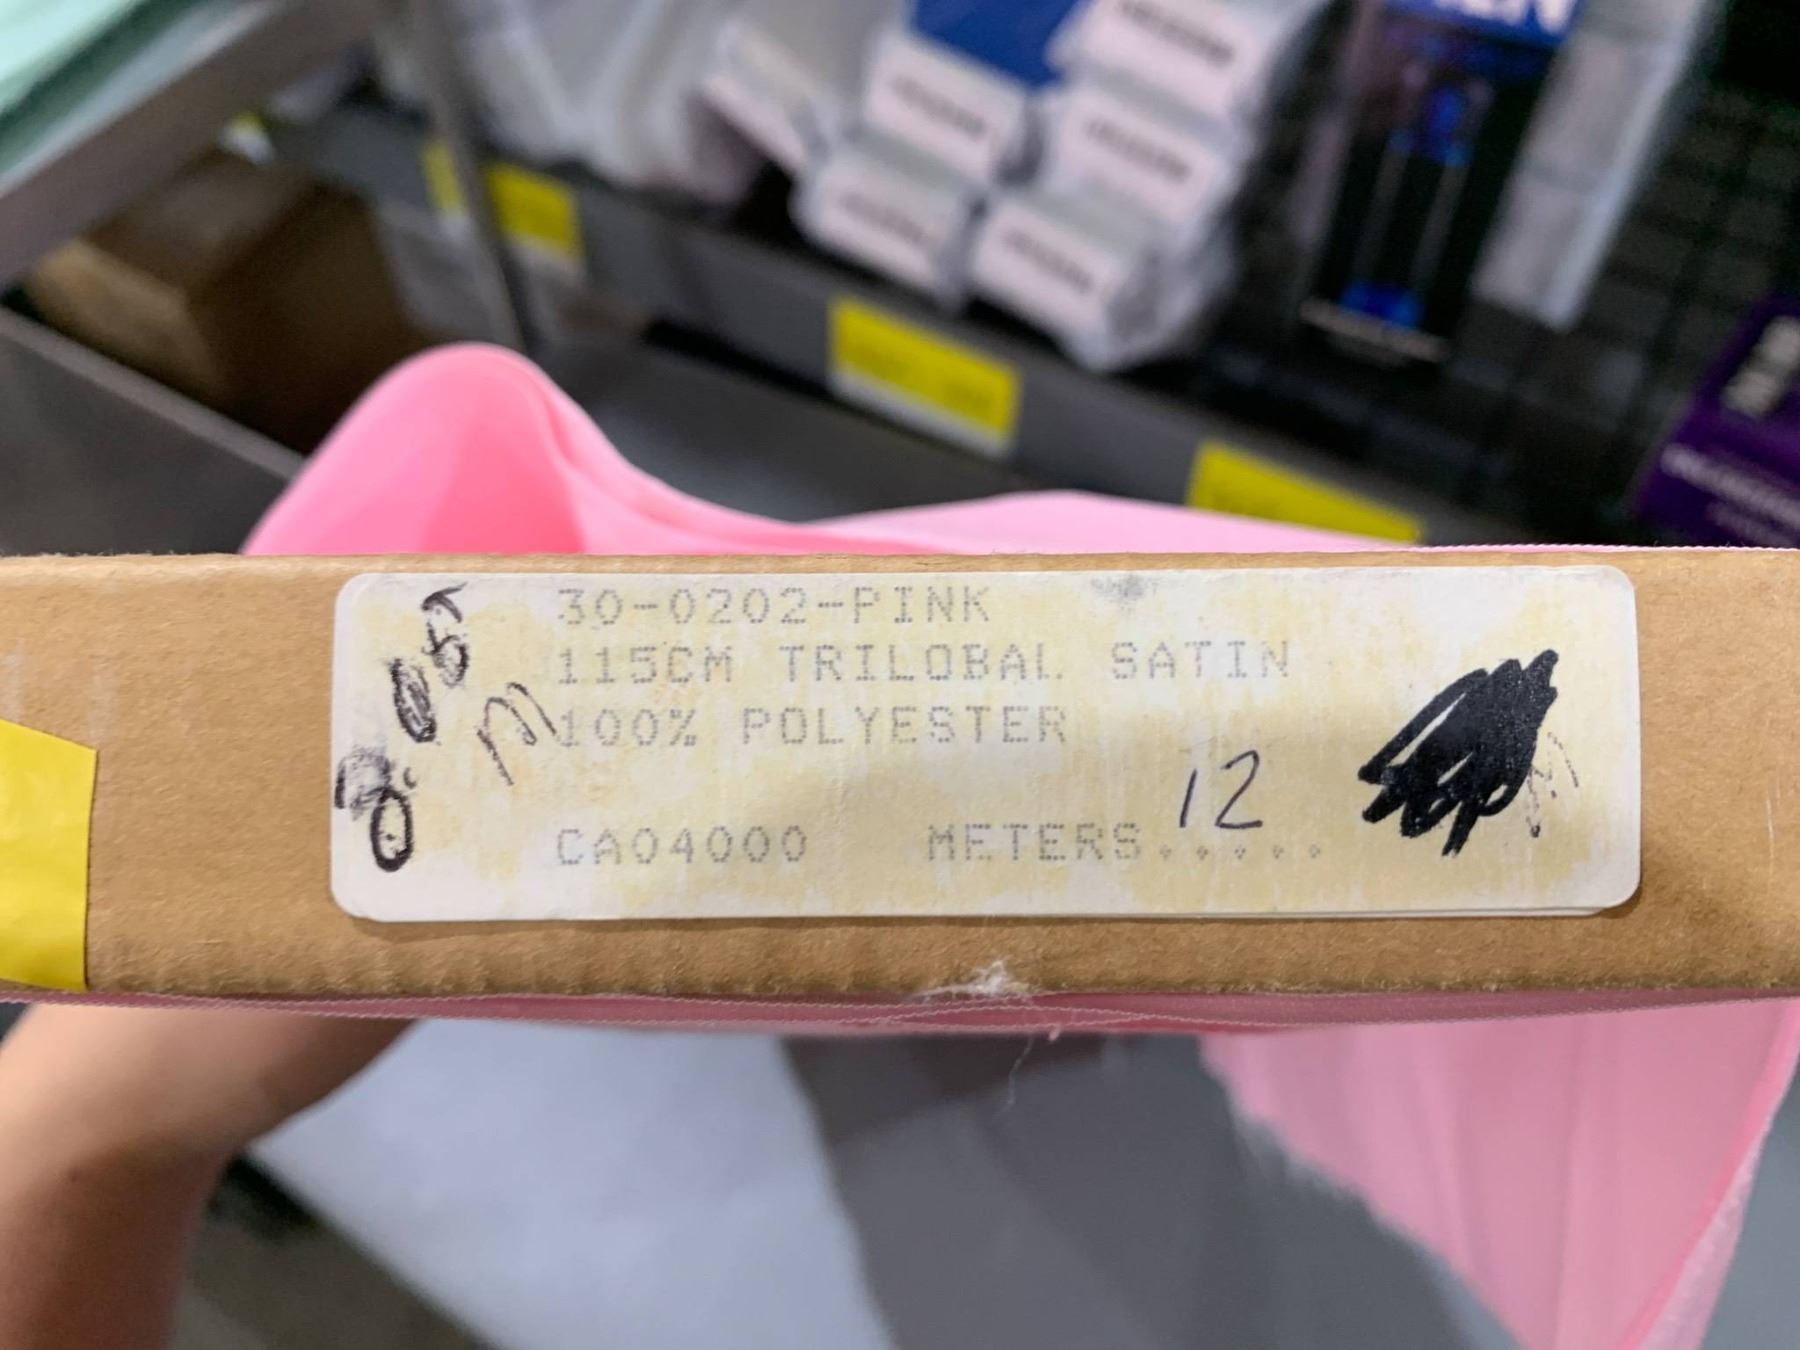 30-0202-PINK
115CM TRILOBAL SATIN
100% POLYESTER
12
CA04000 METERS.....
m